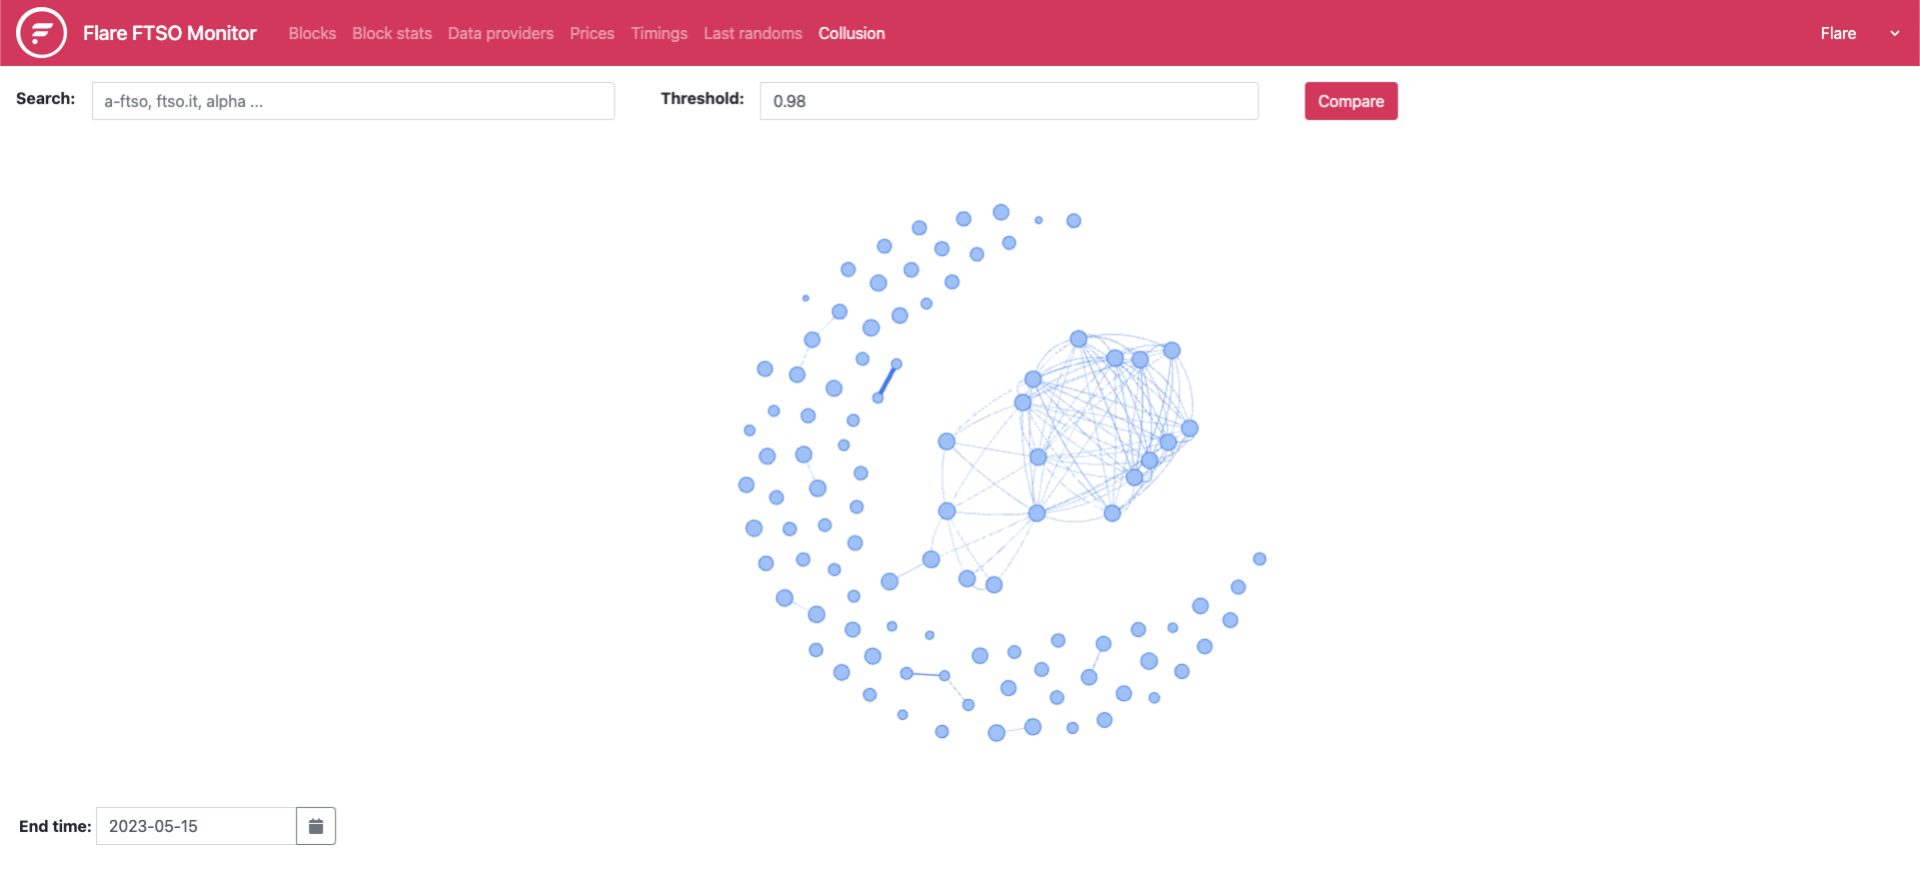 Flare FTSO Monitor Blocks Block stats Data providers Prices Timings Last randoms Collusion Flare
Search: a-ftso, ftso.it, alpha ... Threshold: 0.98 Compare
End time: 2023-05-15